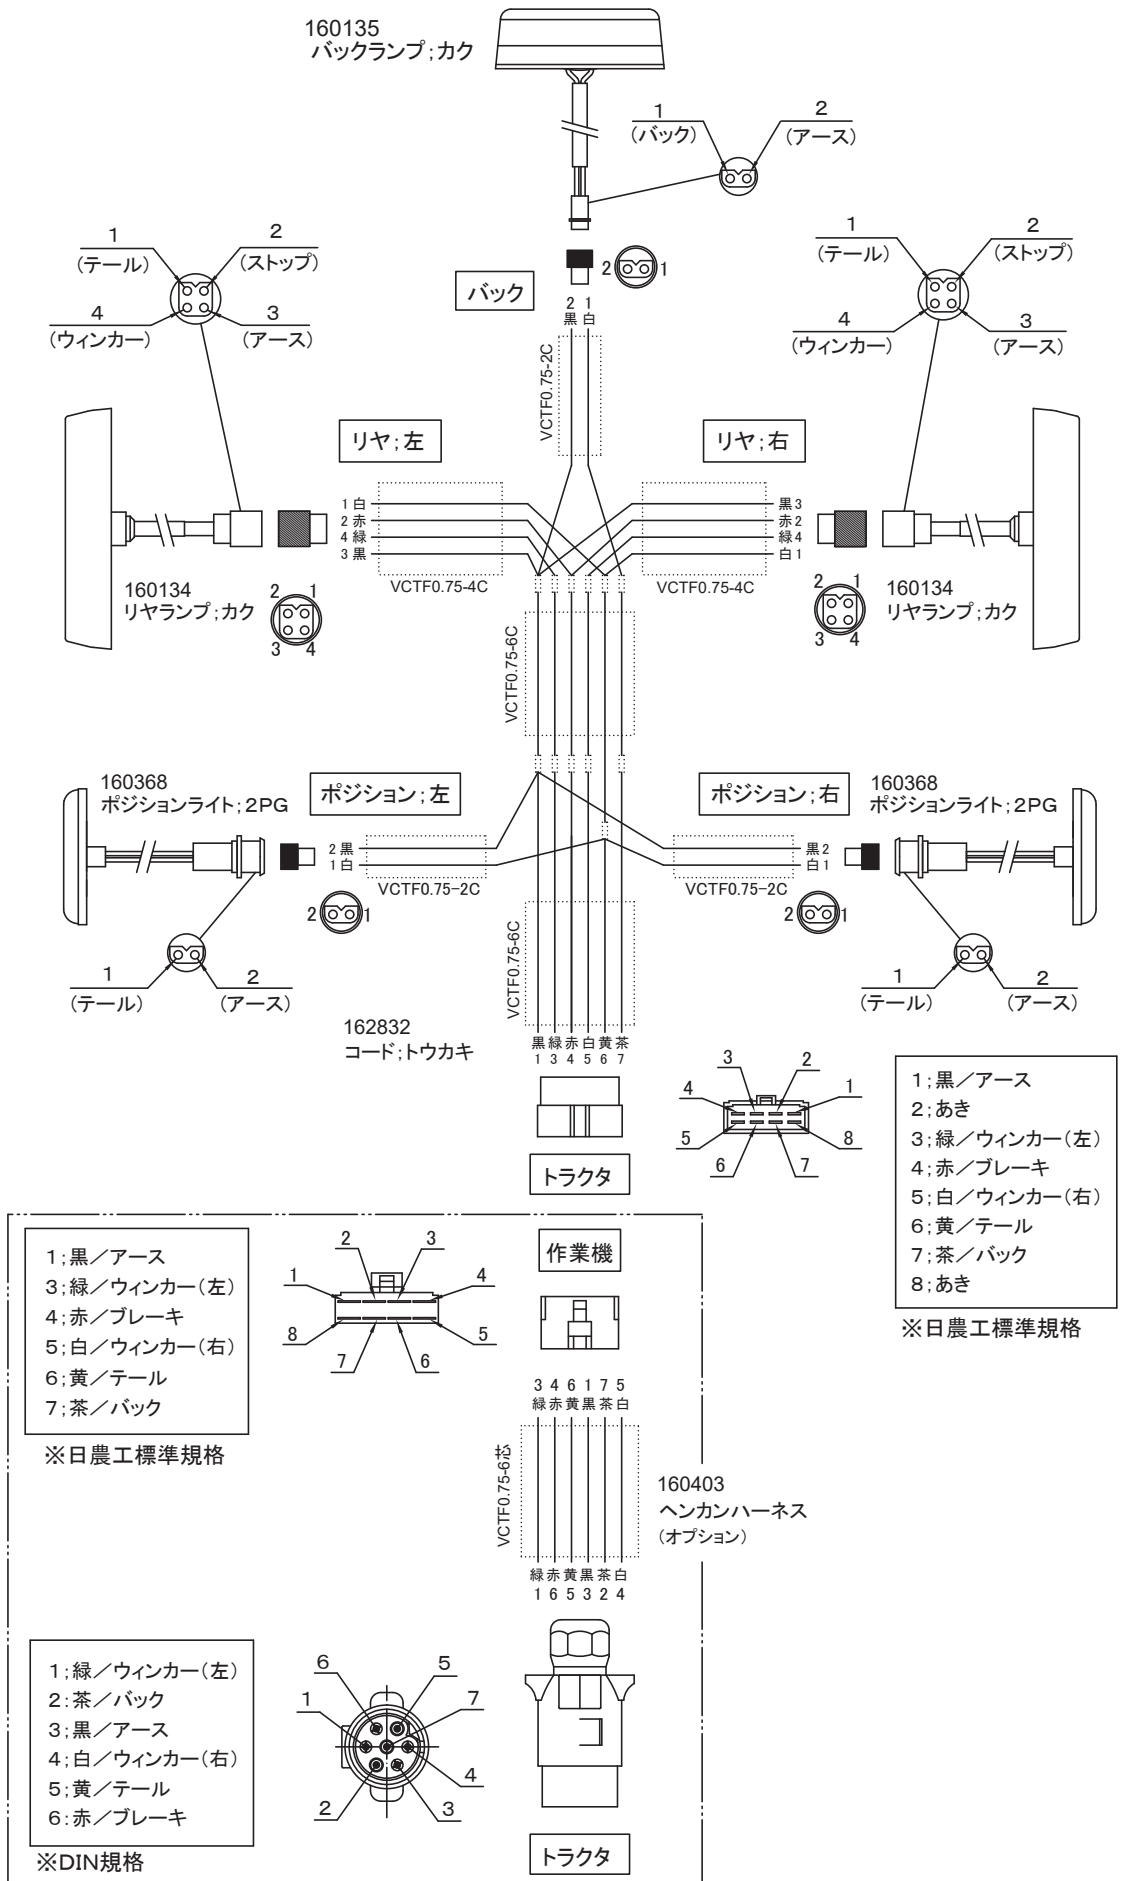 160135
バックランプ;カク
1
(バック)
2
(アース)
2 1
バック
2 1
黒 白
VCTF0.75-2C
1
(テール)
2
(ストップ)
4
(ウィンカー)
3
(アース)
1
(テール)
2
(ストップ)
4
(ウィンカー)
3
(アース)
リヤ;左
リヤ;右
1 白
2 赤
4 緑
3 黒
黒 3
赤 2
緑 4
白 1
VCTF0.75-4C
VCTF0.75-4C
160134
リヤランプ;カク
2 1
3 4
2 1
3 4
160134
リヤランプ;カク
VCTF0.75-6C
160368
ポジションライト;2PG
ポジション;左
ポジション;右
160368
ポジションライト;2PG
2 黒
1 白
黒 2
白 1
VCTF0.75-2C
VCTF0.75-2C
2 1
2 1
1
(テール)
2
(アース)
1
(テール)
2
(アース)
VCTF0.75-6C
162832
コード;トウカキ
黒 緑 赤 白 黄 茶
1 3 4 5 6 7
トラクタ
3 2
4 1
5 8
6 7
1;黒/アース
2;あき
3;緑/ウィンカー(左)
4;赤/ブレーキ
5;白/ウィンカー(右)
6;黄/テール
7;茶/バック
8;あき
※日農工標準規格
1;黒/アース
3;緑/ウィンカー(左)
4;赤/ブレーキ
5;白/ウィンカー(右)
6;黄/テール
7;茶/バック
※日農工標準規格
2 3
1 4
8 5
7 6
作業機
3 4 6 1 7 5
緑 赤 黄 黒 茶 白
VCTF0.75-6芯
160403
ヘンカンハーネス
(オプション)
緑 赤 黄 黒 茶 白
1 6 5 3 2 4
1;緑/ウィンカー(左)
2:茶/バック
3;黒/アース
4;白/ウィンカー(右)
5;黄/テール
6:赤/ブレーキ
※DIN規格
6 5
1 7
4
2 3
トラクタ